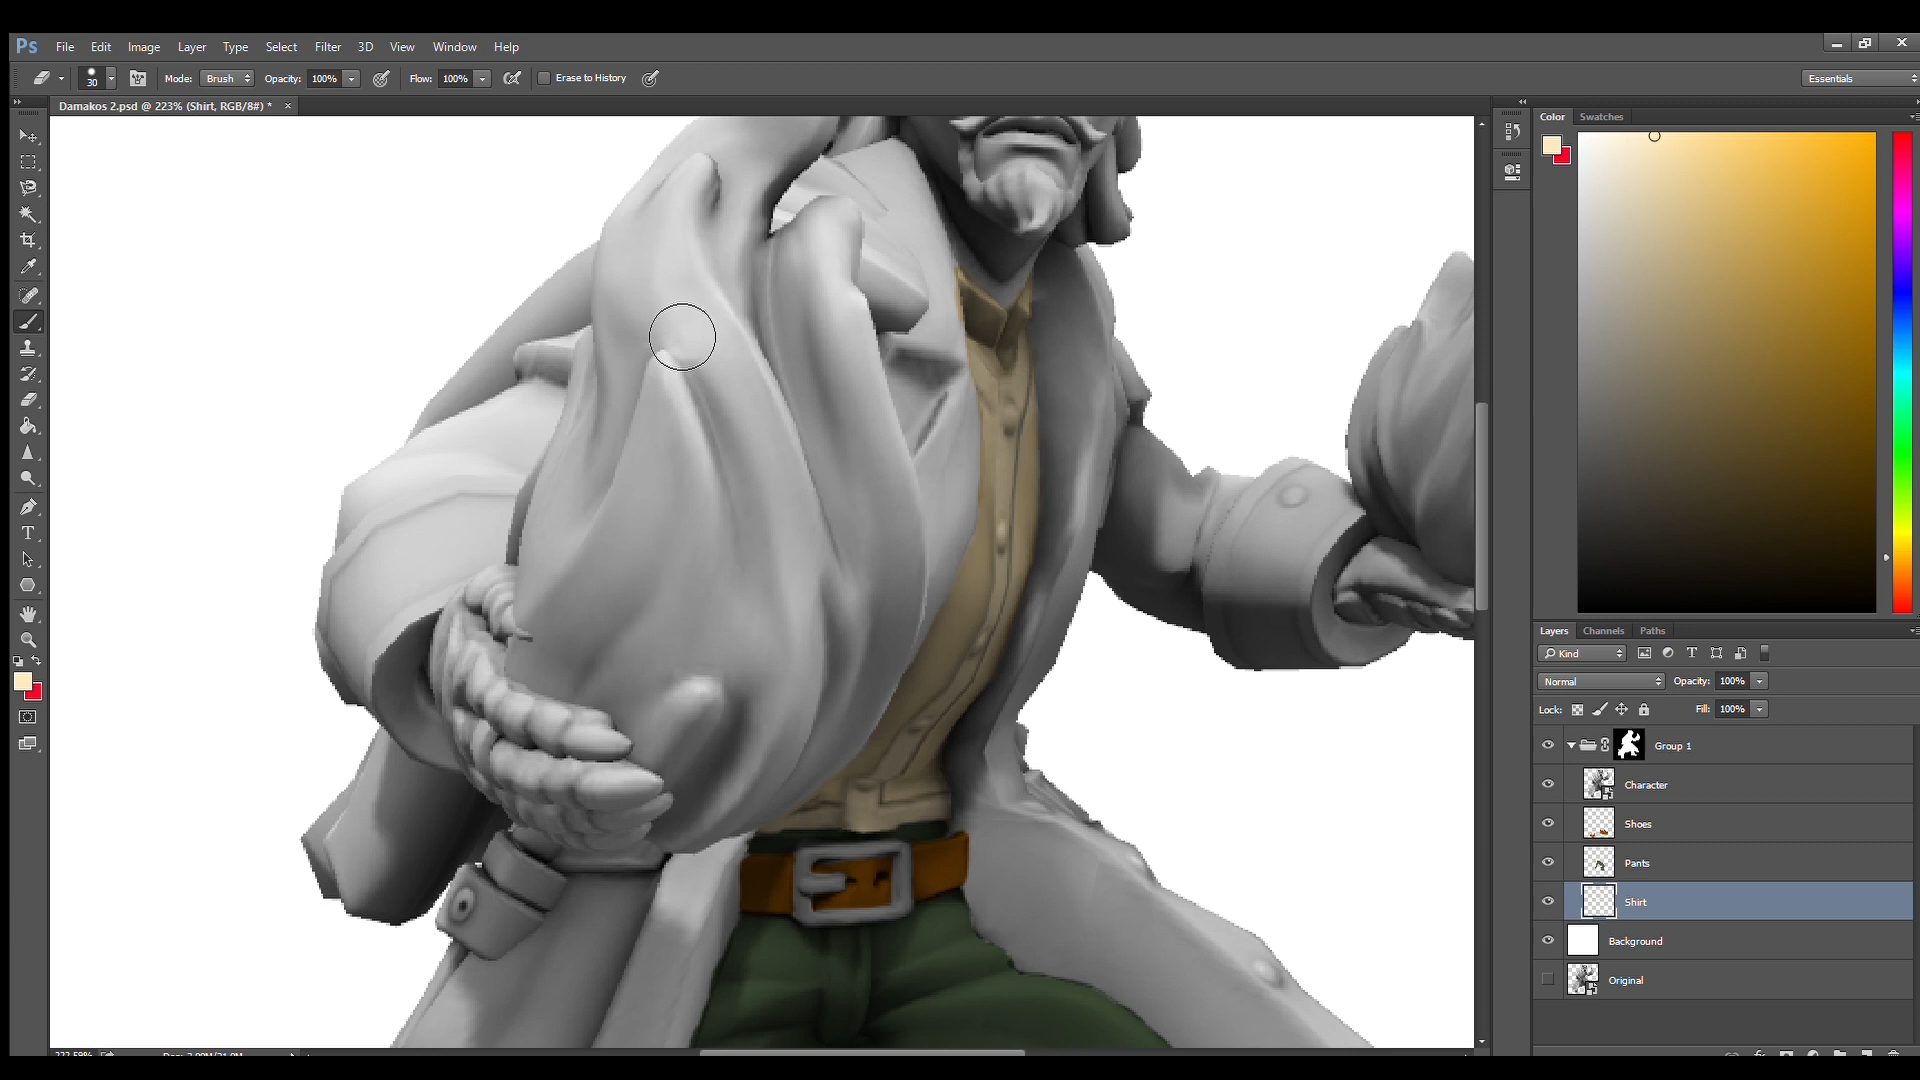 Ps File Edit Image Layer Type Select Filter 3D View Window Help
30 Mode: Brush Opacity: 100% Flow: 100% Erase to History Essentials
Damakos 2.psd @ 223% (Shirt, RGB/8#) * ×
Color Swatches
Layers Channels Paths
Kind T
Normal Opacity: 100%
Lock: Fill: 100%
Group 1
Character
Shoes
Pants
Shirt
Background
Original
T